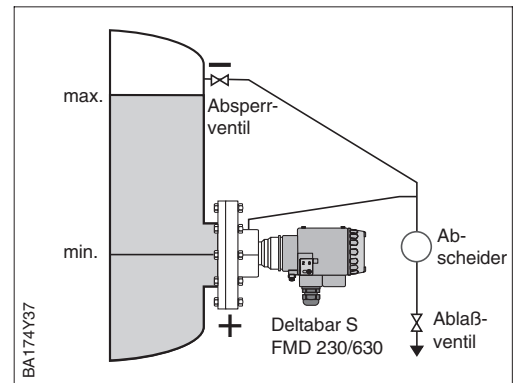 max.
Absperr-
ventil
min.
Ab-
scheider
Deltabar S
FMD 230/630
Ablaß-
ventil
BA174Y37